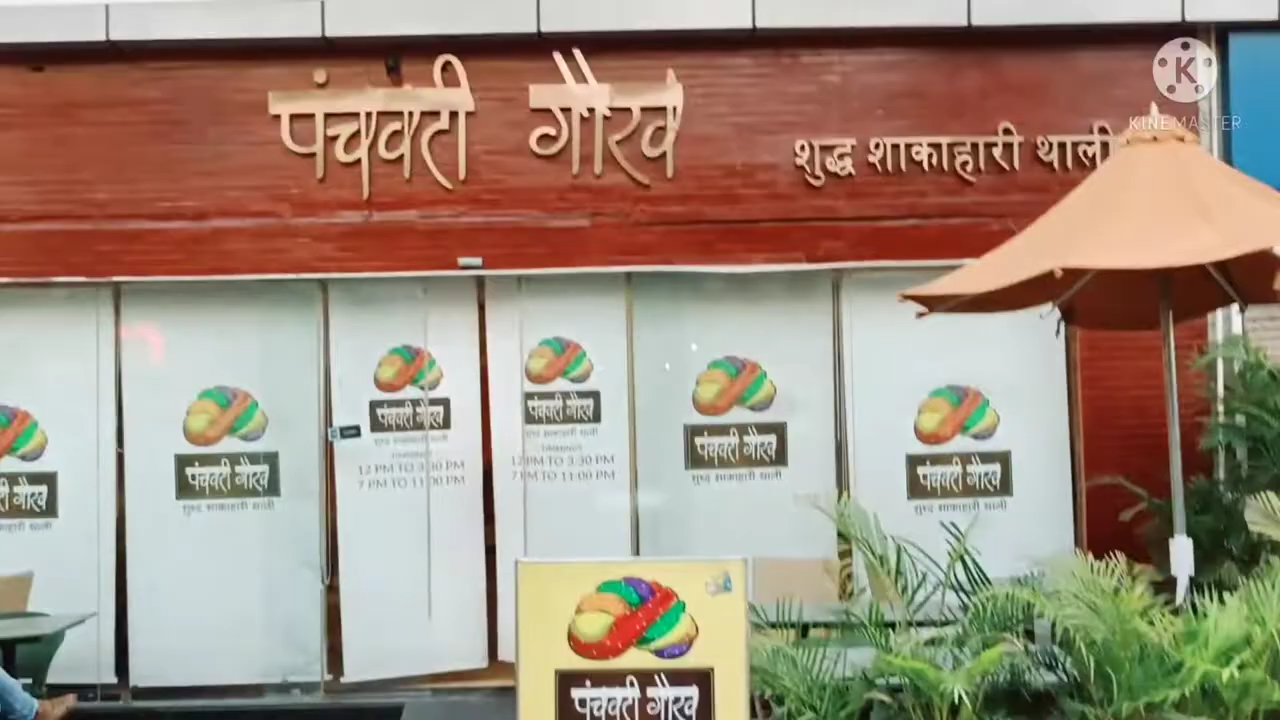 पंचवटी गौरव
शुद्ध शाकाहारी थाली
KINEMASTER
पंचवटी गौरव
शुध्द शाकाहारी थाली
पंचवटी गौरव
शुध्द शाकाहारी थाली
12 PM TO 3:30 PM
7 PM TO 11:00 PM
पंचवटी गौरव
शुध्द शाकाहारी थाली
12 PM TO 3:30 PM
7 PM TO 11:00 PM
पंचवटी गौरव
शुध्द शाकाहारी थाली
पंचवटी गौरव
शुध्द शाकाहारी थाली
पंचवटी गौरव